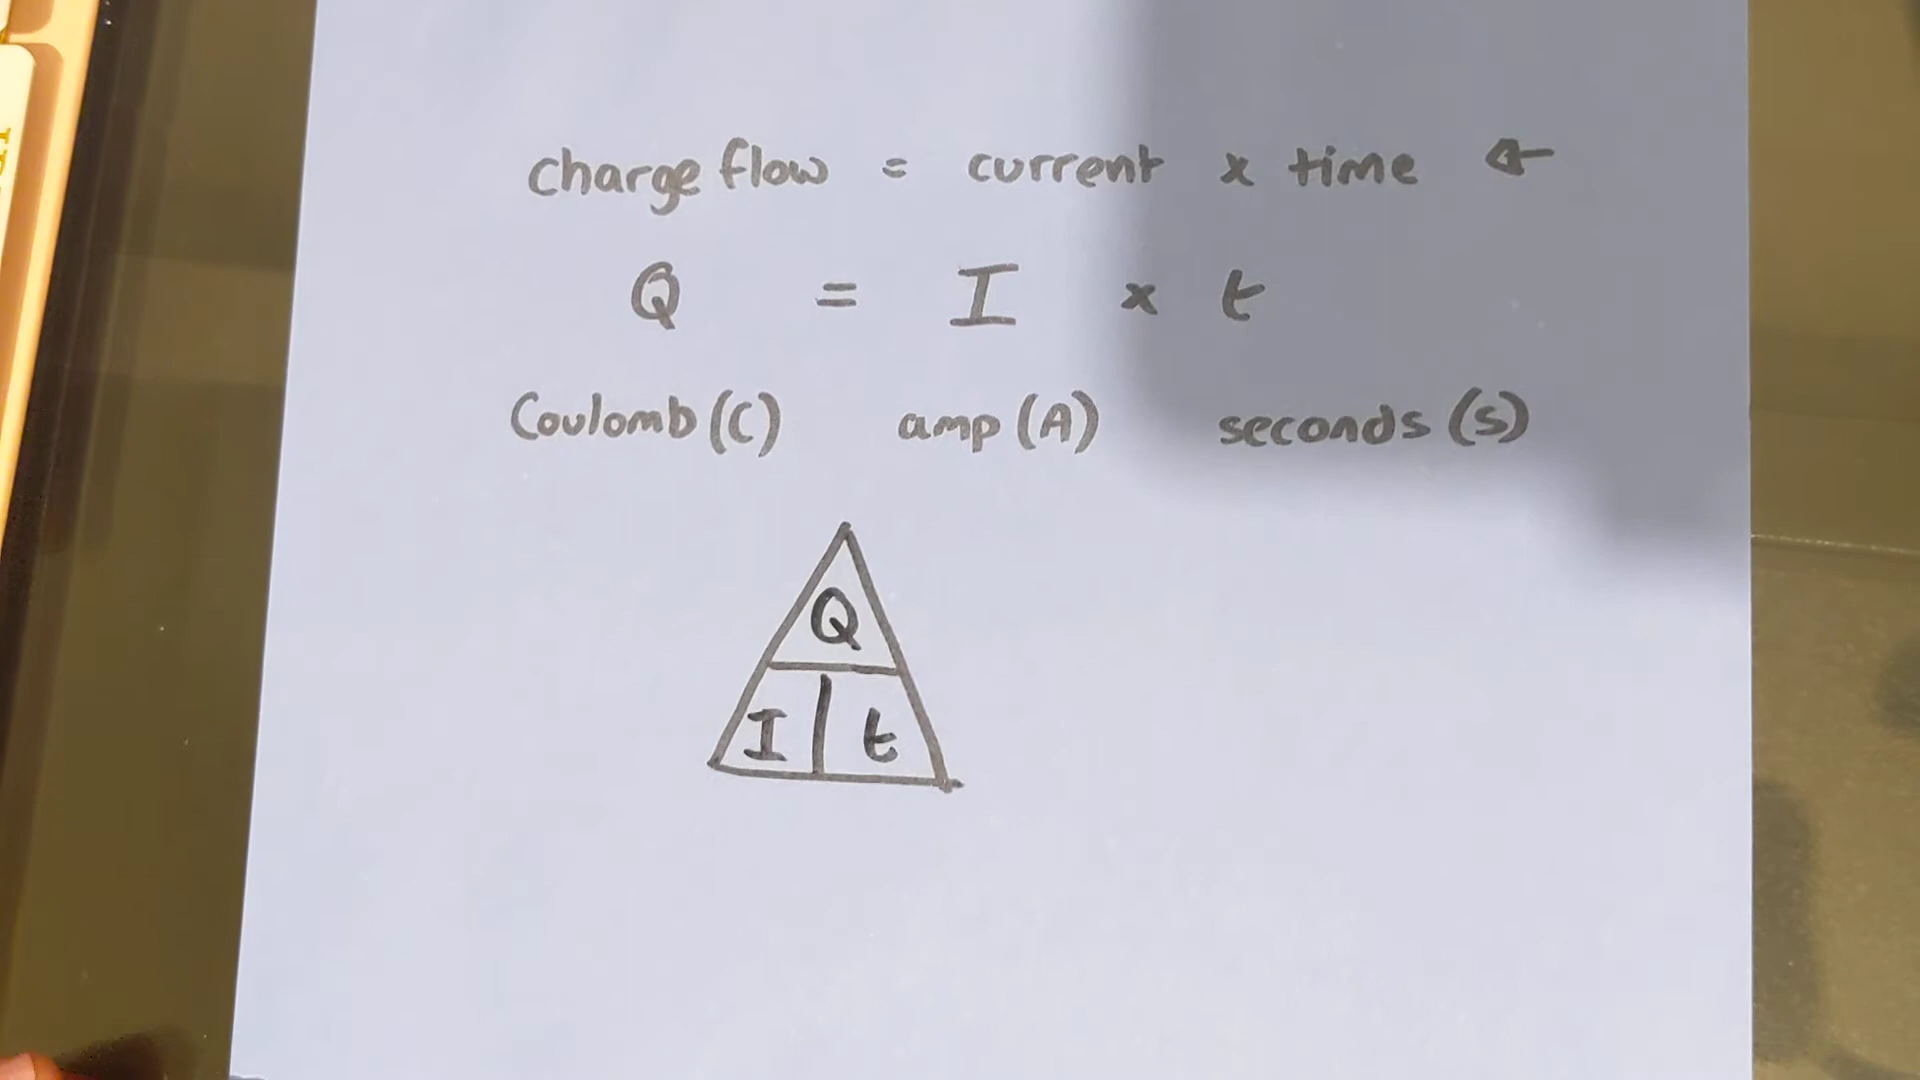 charge flow = current x time ←
Q = I x t
Coulomb (C) amp (A) seconds (s)
Q
I t